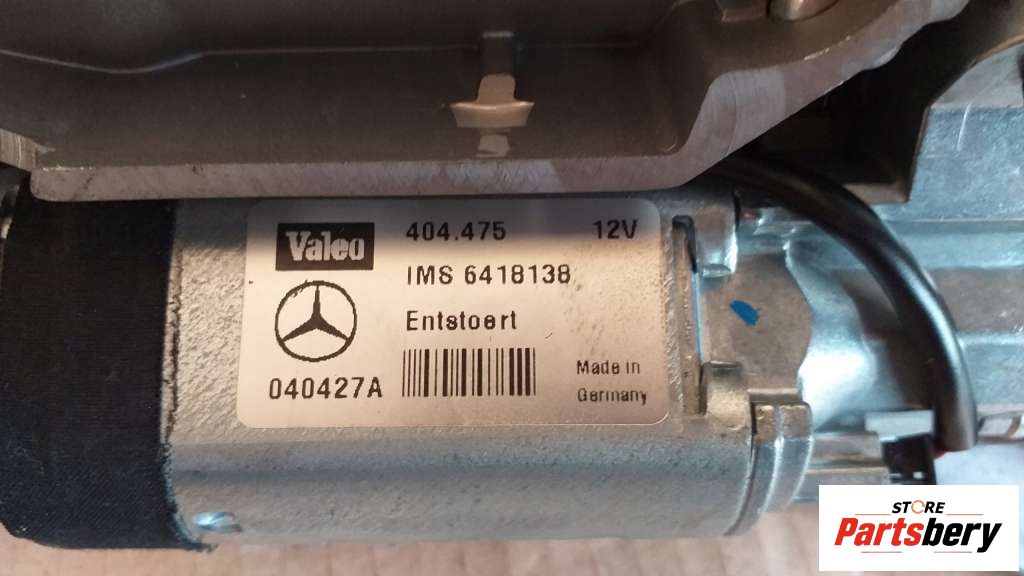 Valeo
404.475 12V
IMS 6418138
Entstoert
040427A
Made in
Germany
STORE
Partsbery